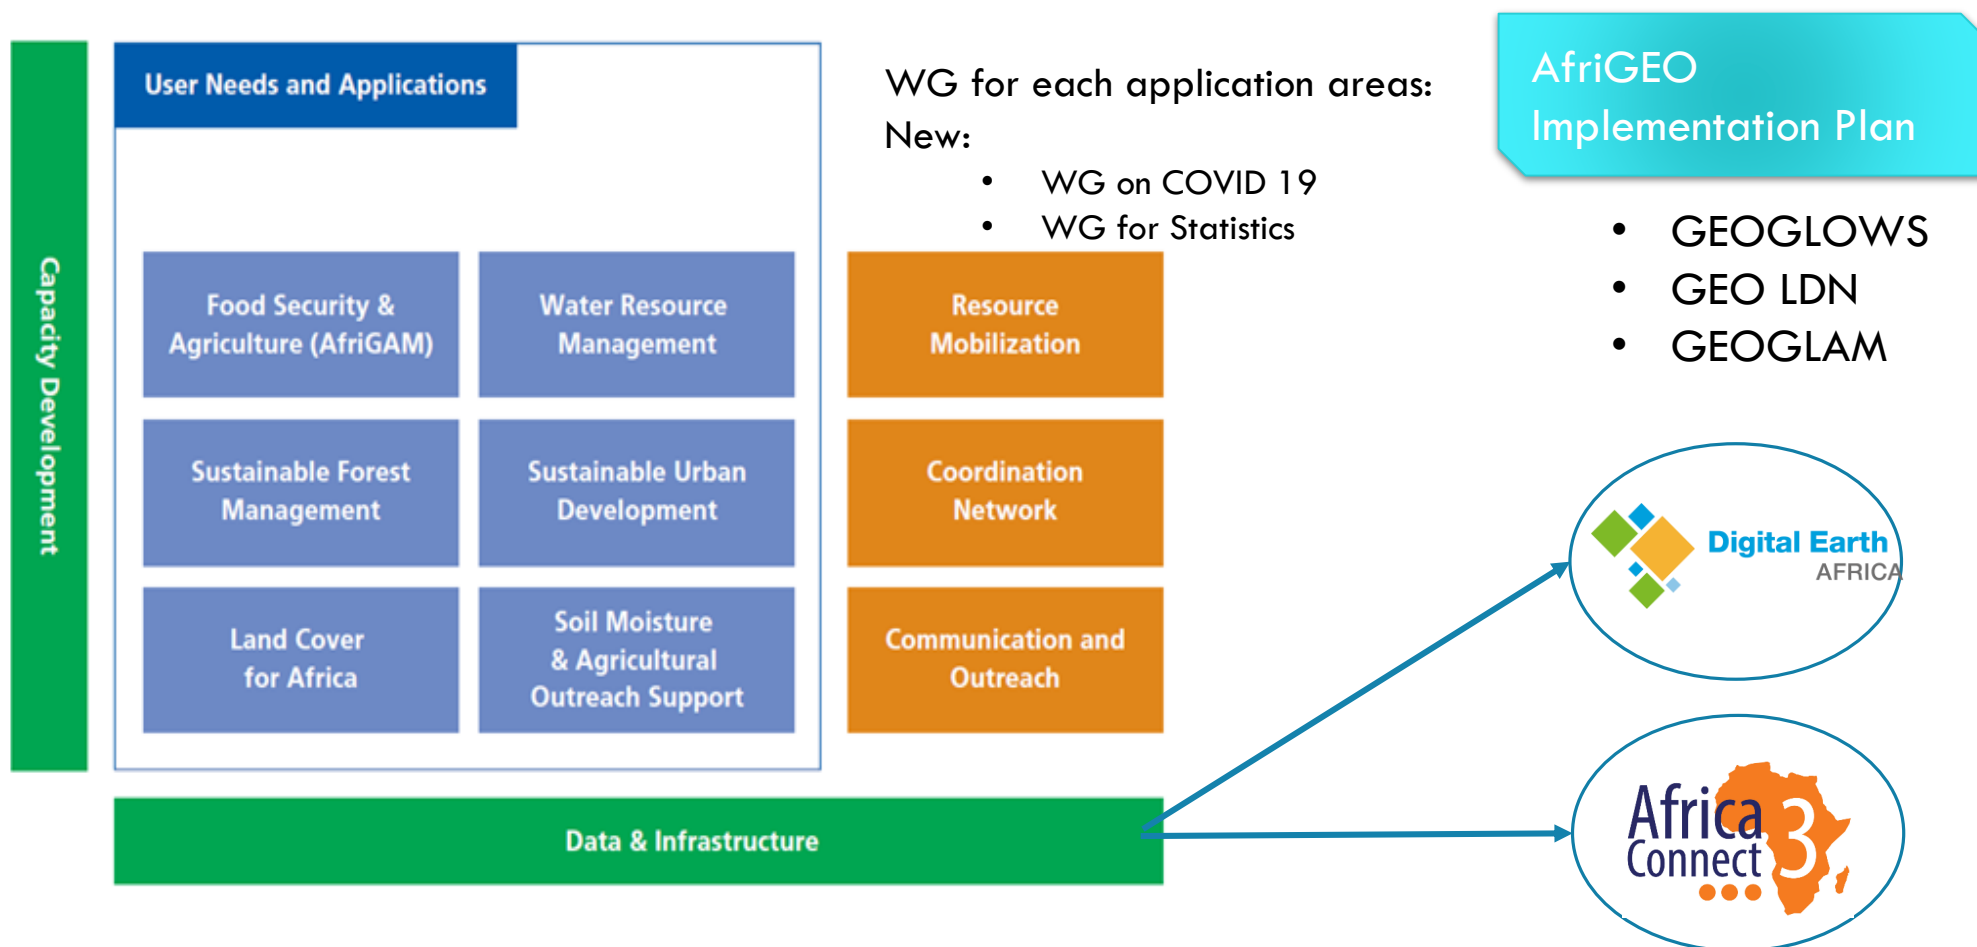 User Needs and Applications
WG for each application areas:
New:
• WG on COVID 19
• WG for Statistics
AfriGEO
Implementation Plan
• GEOGLOWS
• GEO LDN
• GEOGLAM
Capacity Development
Food Security &
Agriculture (AfriGAM)
Water Resource
Management
Resource
Mobilization
Sustainable Forest
Management
Sustainable Urban
Development
Coordination
Network
Land Cover
for Africa
Soil Moisture
& Agricultural
Outreach Support
Communication and
Outreach
Data & Infrastructure
Digital Earth
AFRICA
Africa
Connect 3